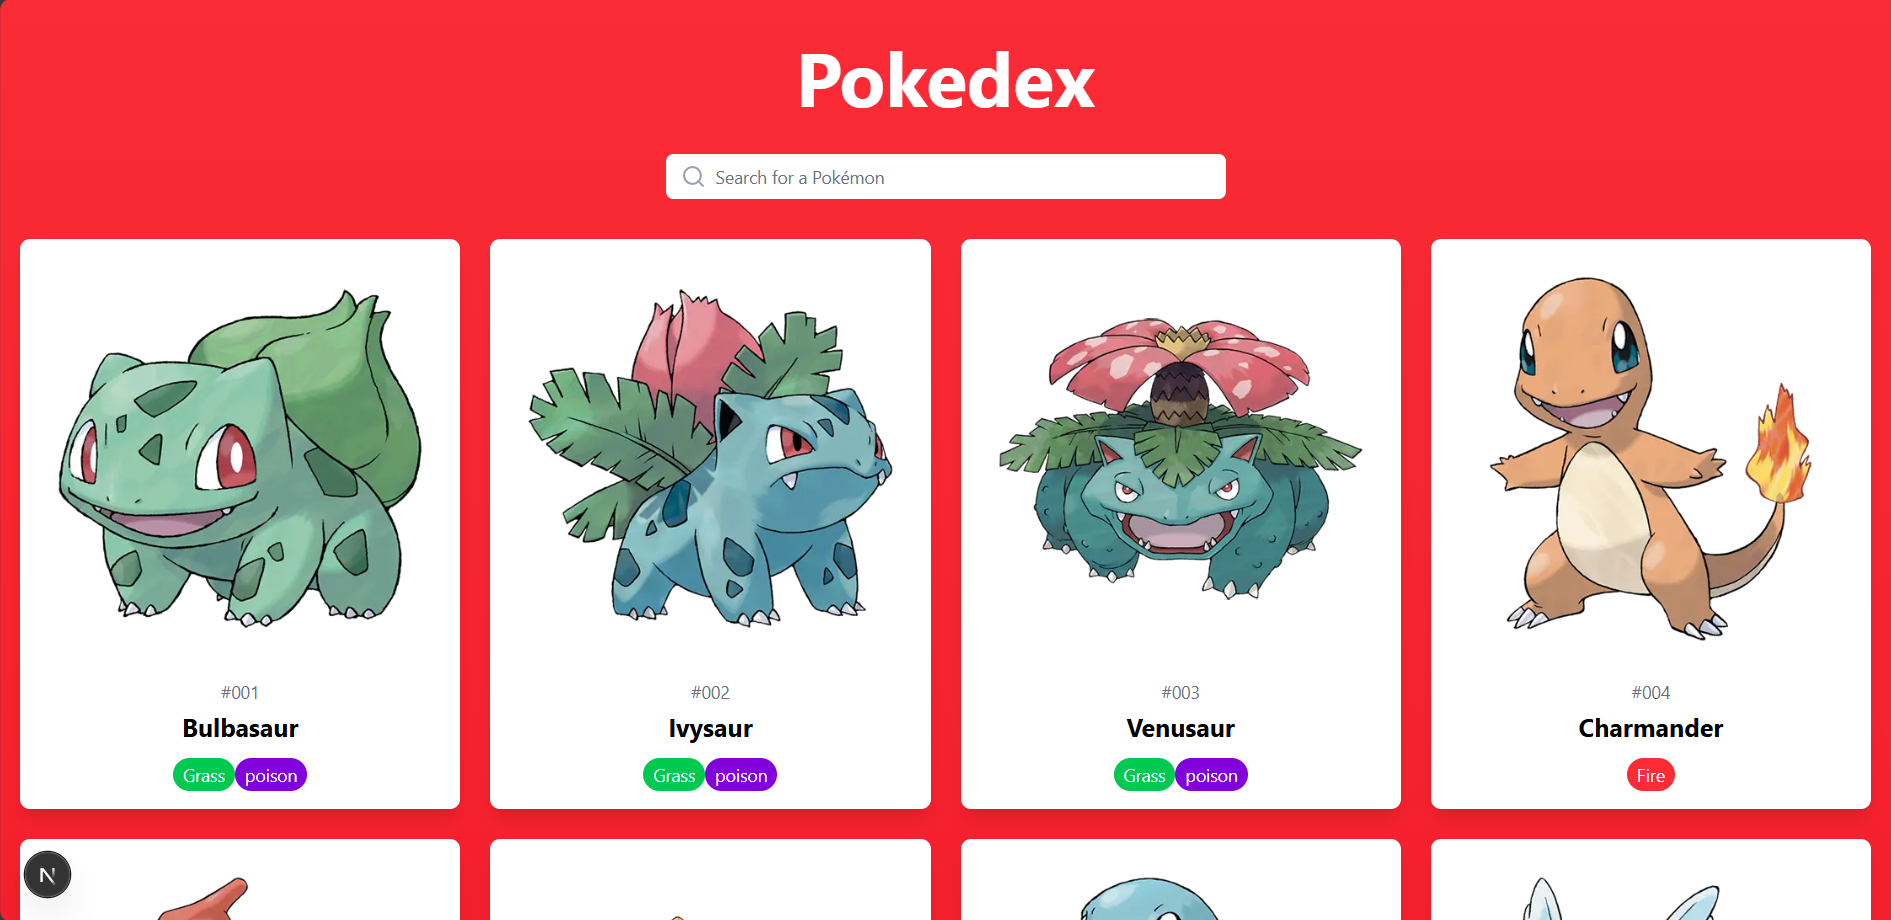 Pokedex
Search for a Pokémon
#001
Bulbasaur
Grass poison
#002
Ivysaur
Grass poison
#003
Venusaur
Grass poison
#004
Charmander
Fire
N